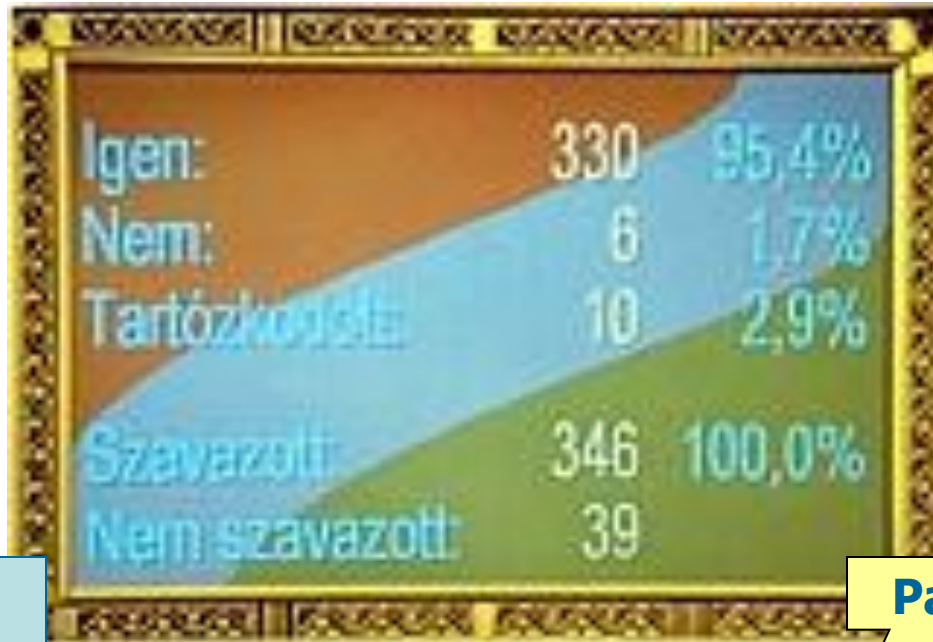 Igen: 330 95,4%
Nem: 6 1,7%
Tartózkodott: 10 2,9%
Szavazott: 346 100,0%
Nem szavazott: 39
Pa